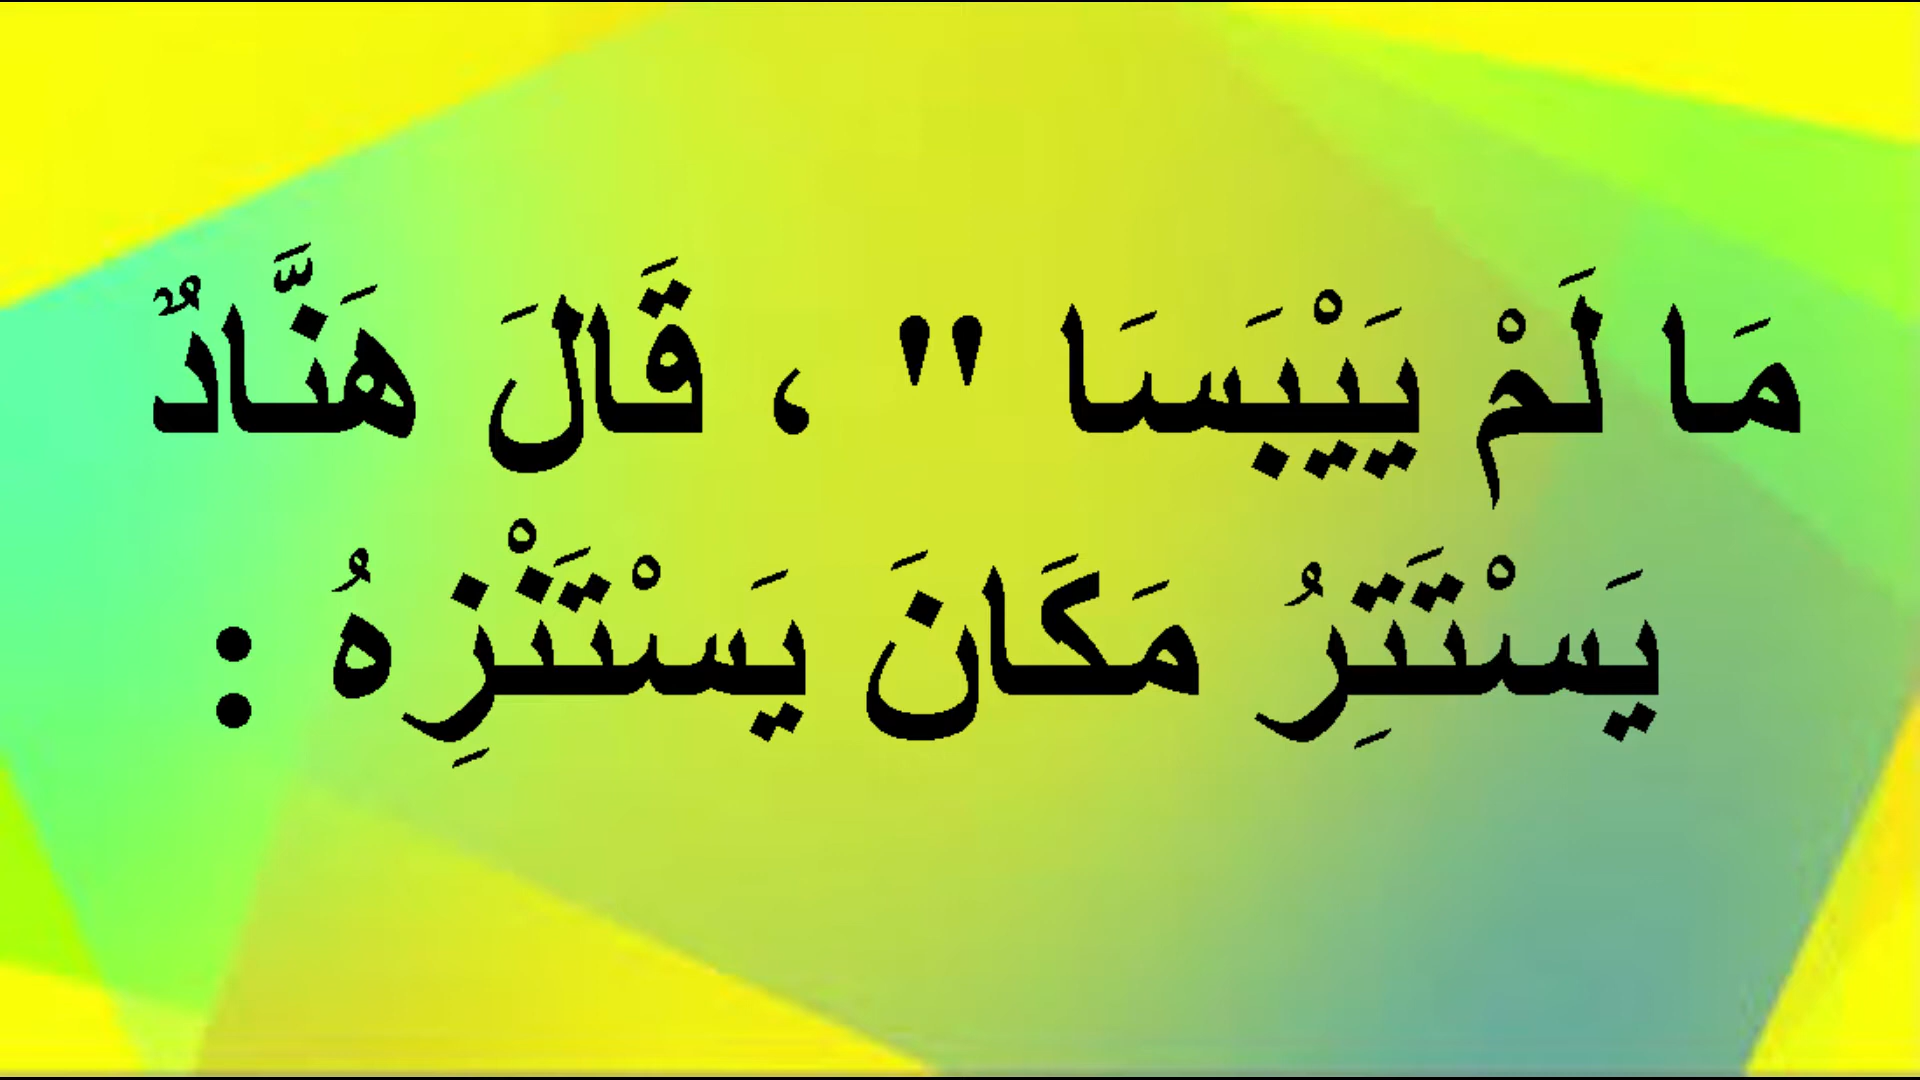 مَا لَمْ يَيْبَسَا " ، قَالَ هَنَّادٌ
يَسْتَتِرُ مَكَانَ يَسْتَنْزِهُ :